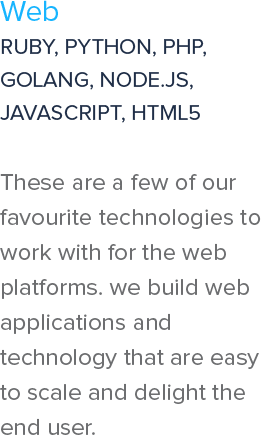 Web
RUBY, PYTHON, PHP,
GOLANG, NODE.JS,
JAVASCRIPT, HTML5
These are a few of our
favourite technologies to
work with for the web
platforms. we build web
applications and
technology that are easy
to scale and delight the
end user.